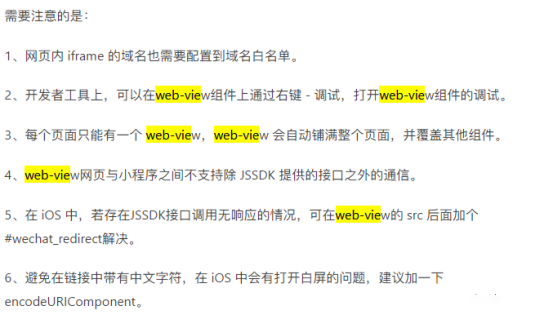 需要注意的是：
1、网页内 iframe 的域名也需要配置到域名白名单。
2、开发者工具上，可以在web-view组件上通过右键 - 调试，打开web-view组件的调试。
3、每个页面只能有一个 web-view，web-view 会自动铺满整个页面，并覆盖其他组件。
4、web-view网页与小程序之间不支持除 JSSDK 提供的接口之外的通信。
5、在 iOS 中，若存在JSSDK接口调用无响应的情况，可在web-view的 src 后面加个
#wechat_redirect解决。
6、避免在链接中带有中文字符，在 iOS 中会有打开白屏的问题，建议加一下
encodeURIComponent。